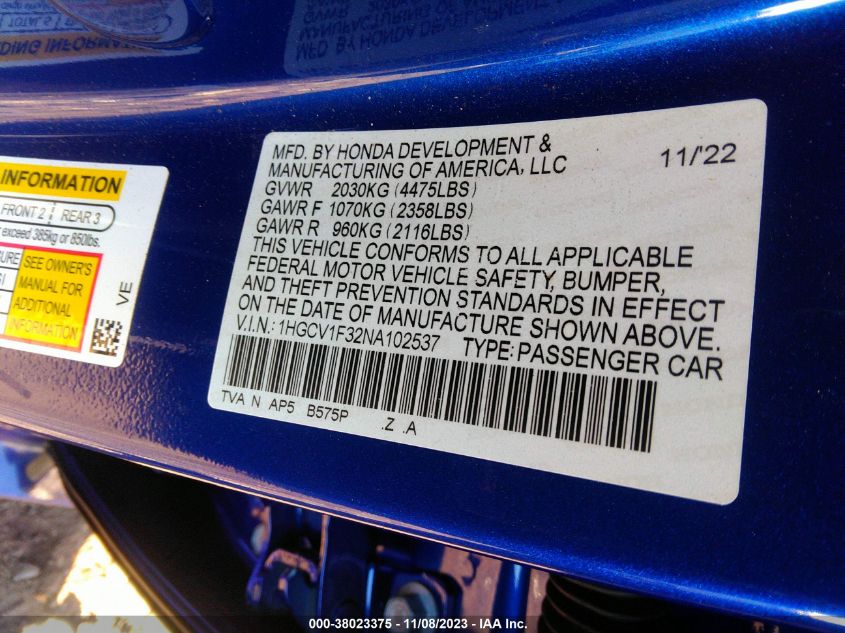 INFORMATION
FRONT 2 REAR 3
exceed 385kg or 850lbs.
SEE OWNER'S
MANUAL FOR
ADDITIONAL
INFORMATION
VE
MFD. BY HONDA DEVELOPMENT &
MANUFACTURING OF AMERICA, LLC 11/'22
GVWR 2030KG (4475LBS)
GAWR F 1070KG (2358LBS)
GAWR R 960KG (2116LBS)
THIS VEHICLE CONFORMS TO ALL APPLICABLE
FEDERAL MOTOR VEHICLE SAFETY, BUMPER,
AND THEFT PREVENTION STANDARDS IN EFFECT
ON THE DATE OF MANUFACTURE SHOWN ABOVE.
V.I.N.: 1HGCV1F32NA102537 TYPE: PASSENGER CAR
TVA N AP5 B575P .Z .A
000-38023375 - 11/08/2023 - IAA Inc.